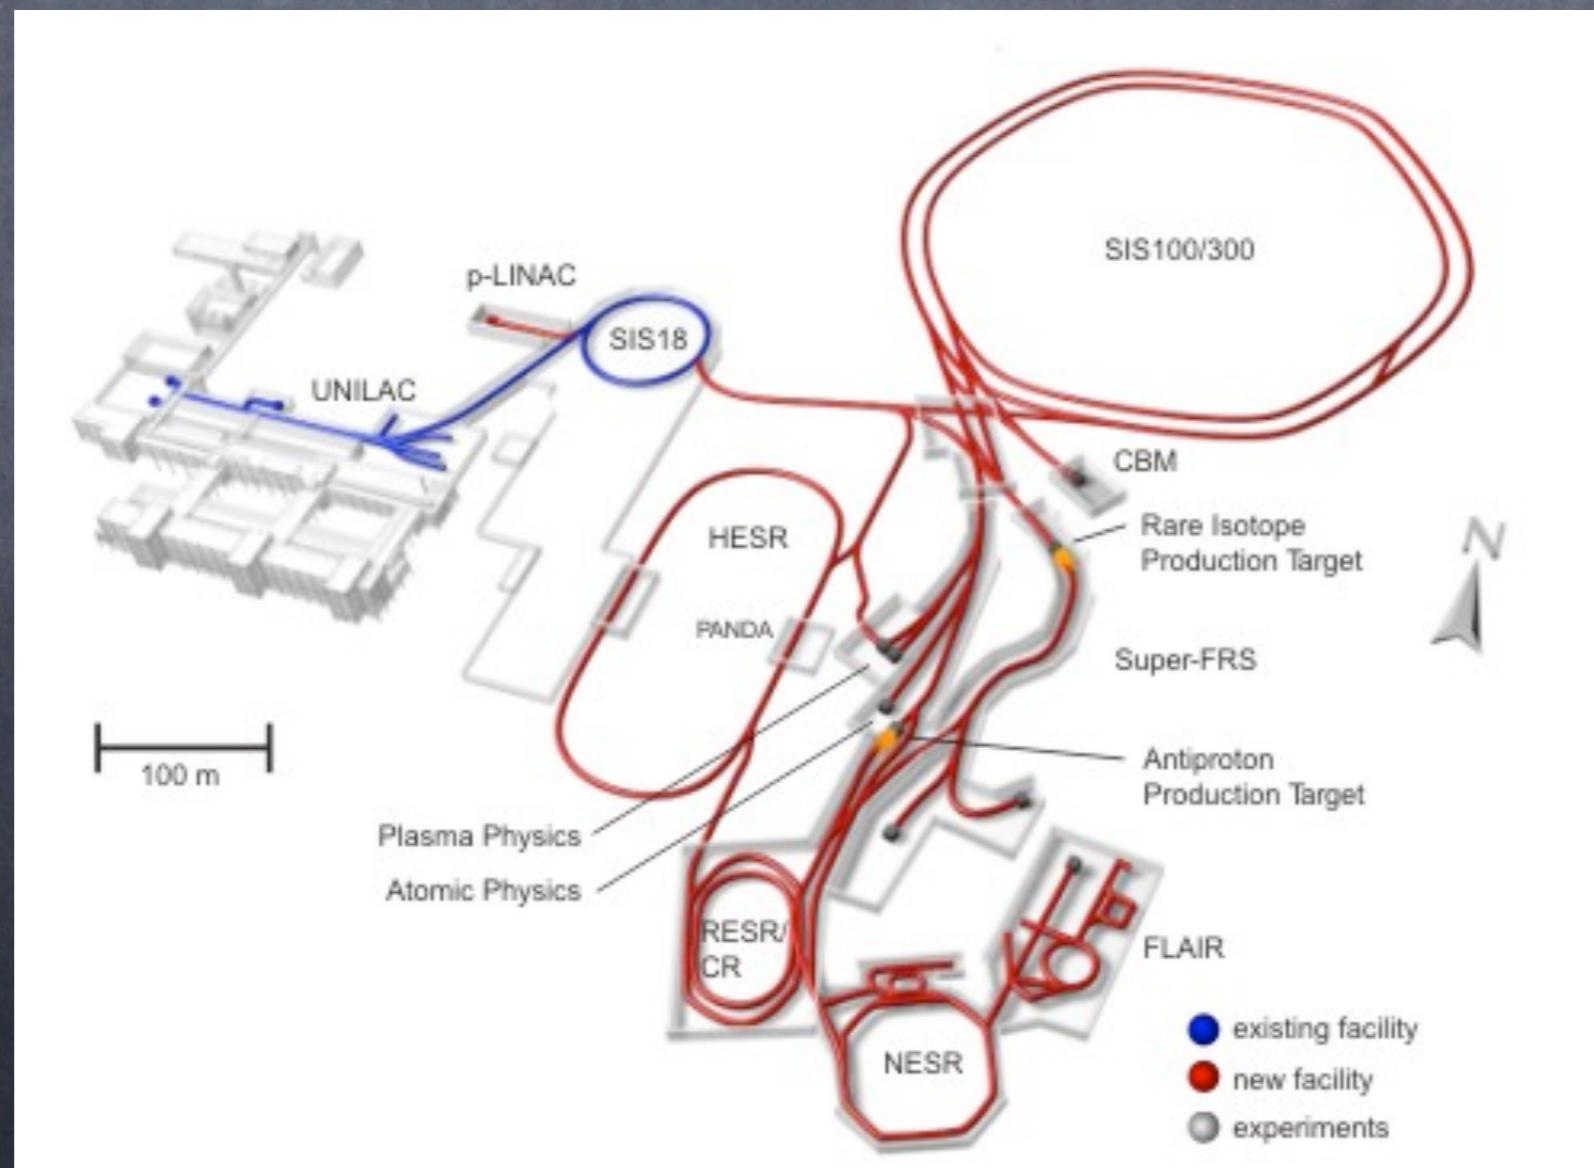 SIS100/300
p-LINAC
SIS18
UNILAC
CBM
HESR
Rare Isotope
Production Target
N
PANDA
Super-FRS
100 m
Antiproton
Production Target
Plasma Physics
Atomic Physics
RESR/
CR
FLAIR
NESR
existing facility
new facility
experiments